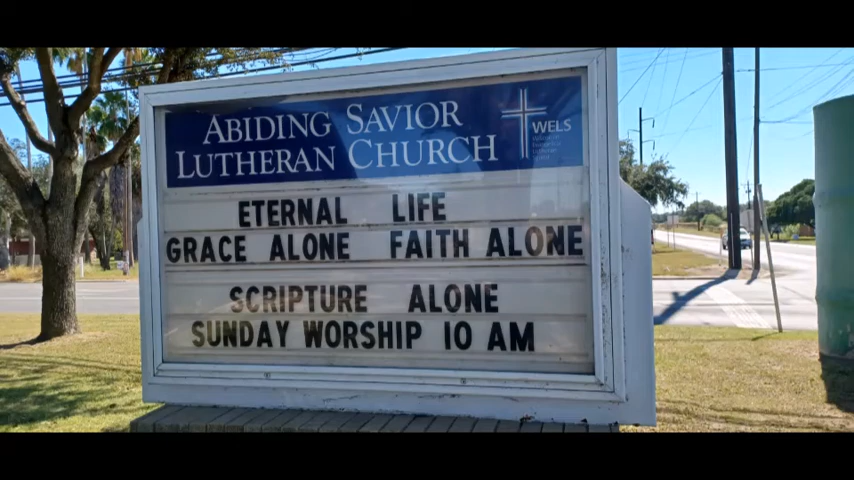 ABIDING SAVIOR
LUTHERAN CHURCH
WELS
ETERNAL LIFE
GRACE ALONE FAITH ALONE
SCRIPTURE ALONE
SUNDAY WORSHIP 10 AM